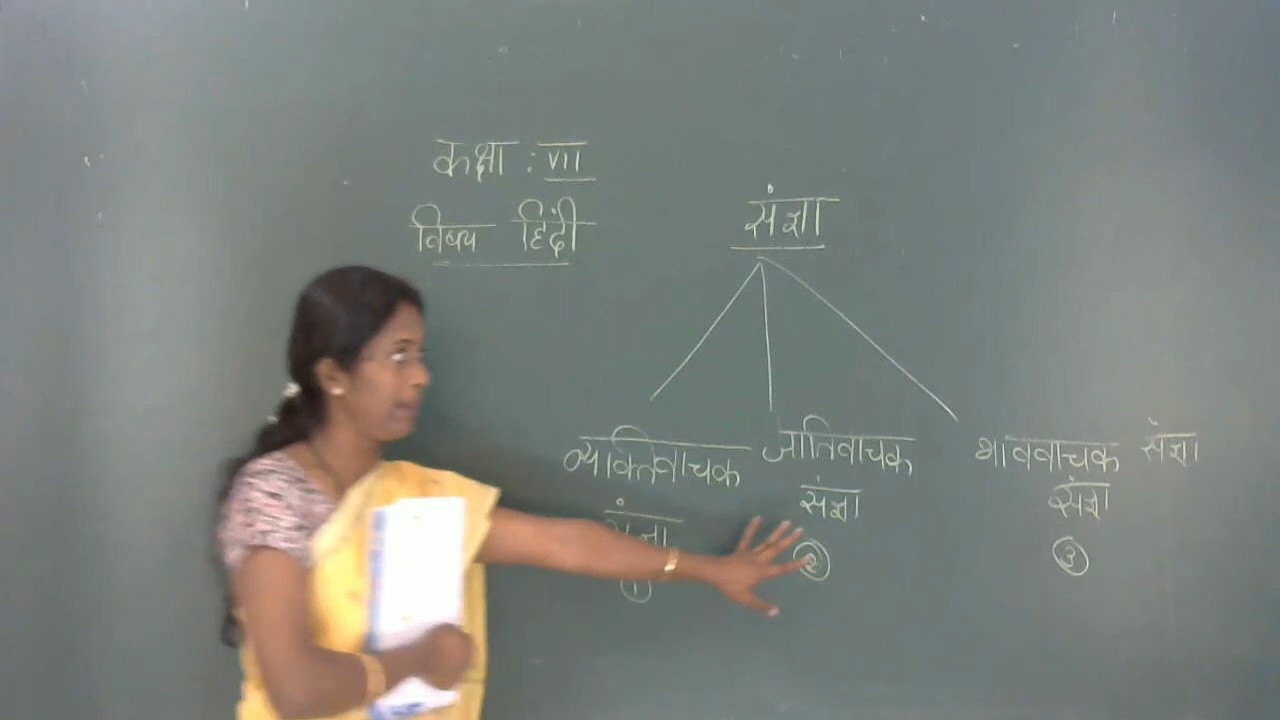 कक्षा : VII
विषय हिंदी
संज्ञा
व्यक्तिवाचक
संज्ञा
1
जातिवाचक
संज्ञा
2
भाववाचक संज्ञा
संज्ञा
3